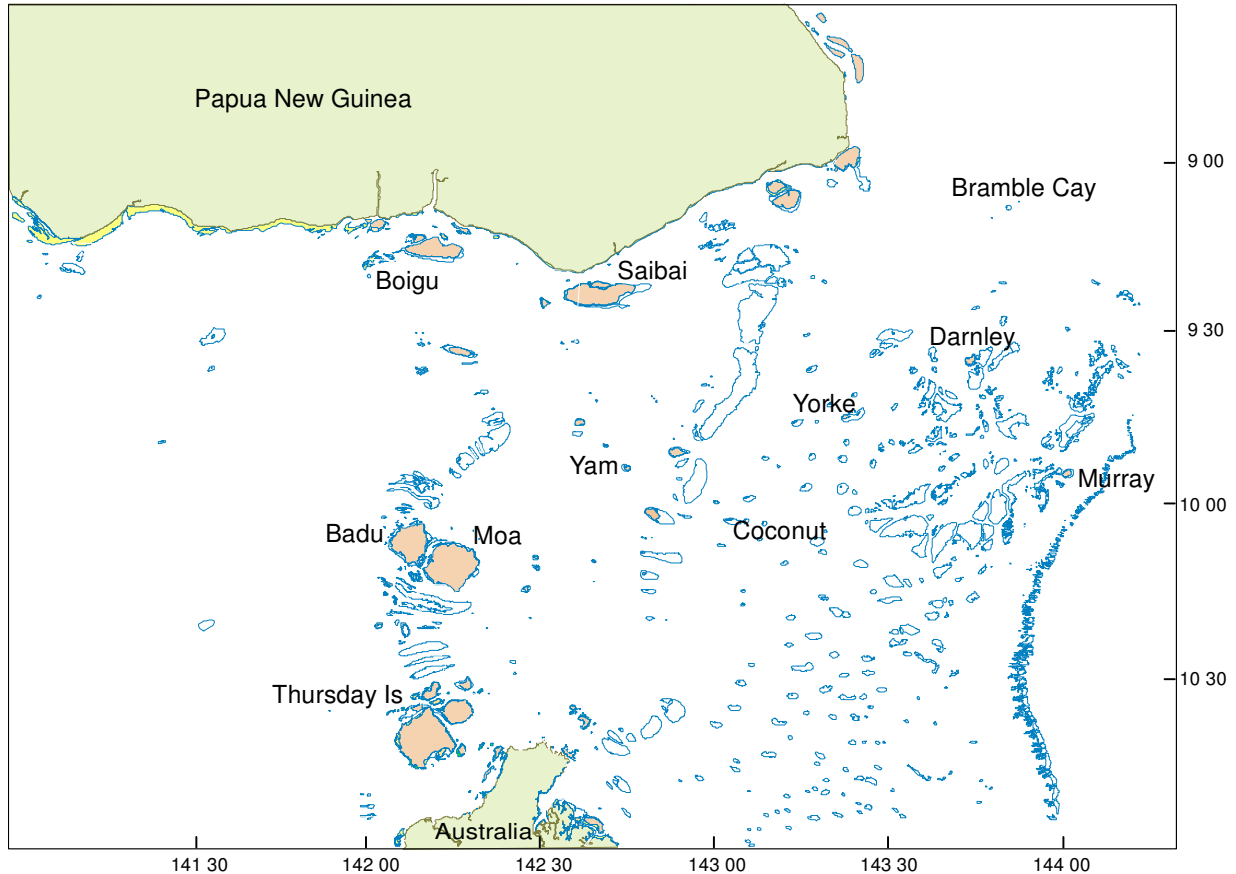 Papua New Guinea
9 00
Bramble Cay
Saibai
Boigu
9 30
Darnley
Yorke
Yam
Murray
10 00
Badu
Moa
Coconut
10 30
Thursday Is
Australia
141 30
142 00
142 30
143 00
143 30
144 00